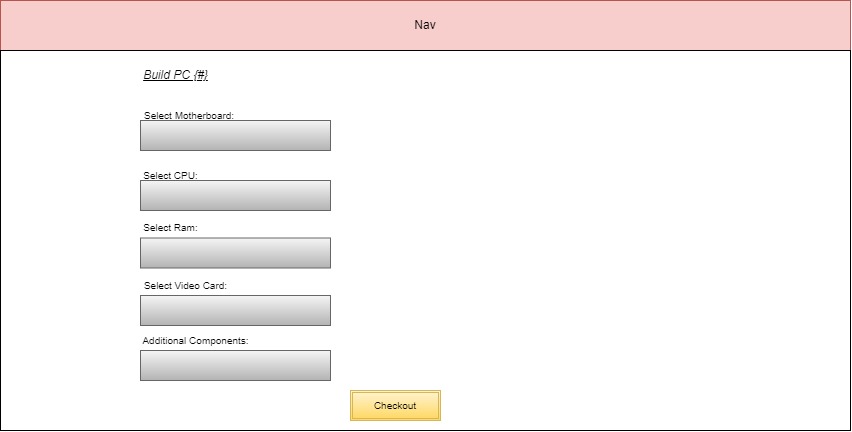 Nav
Build PC {#}
Select Motherboard:
Select CPU:
Select Ram:
Select Video Card:
Additional Components:
Checkout